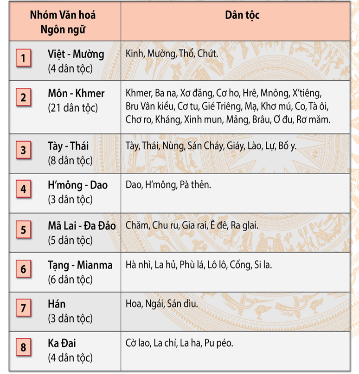 Nhóm Văn hoá Ngôn ngữ
Dân tộc
1
Việt - Mường
(4 dân tộc)
Kinh, Mường, Thổ, Chứt.
2
Môn - Khmer
(21 dân tộc)
Khmer, Ba na, Xơ đăng, Cơ ho, Hrê, Mnông, X'tiêng,
Bru Vân kiều, Cơ tu, Gié Triêng, Mạ, Khơ mú, Co, Tà ôi,
Chơ ro, Kháng, Xinh mun, Mảng, Brâu, Ơ đu, Rơ măm.
3
Tày - Thái
(8 dân tộc)
Tày, Thái, Nùng, Sán Cháy, Giáy, Lào, Lự, Bố y.
4
H'mông - Dao
(3 dân tộc)
Dao, H'mông, Pà thẻn.
5
Mã Lai - Đa Đảo
(5 dân tộc)
Chăm, Chu ru, Gia rai, Ê đê, Ra glai.
6
Tạng - Mianma
(6 dân tộc)
Hà nhì, La hủ, Phù lá, Lô lô, Cống, Si la.
7
Hán
(3 dân tộc)
Hoa, Ngái, Sán dìu.
8
Ka Đai
(4 dân tộc)
Cờ lao, La chí, La ha, Pu péo.